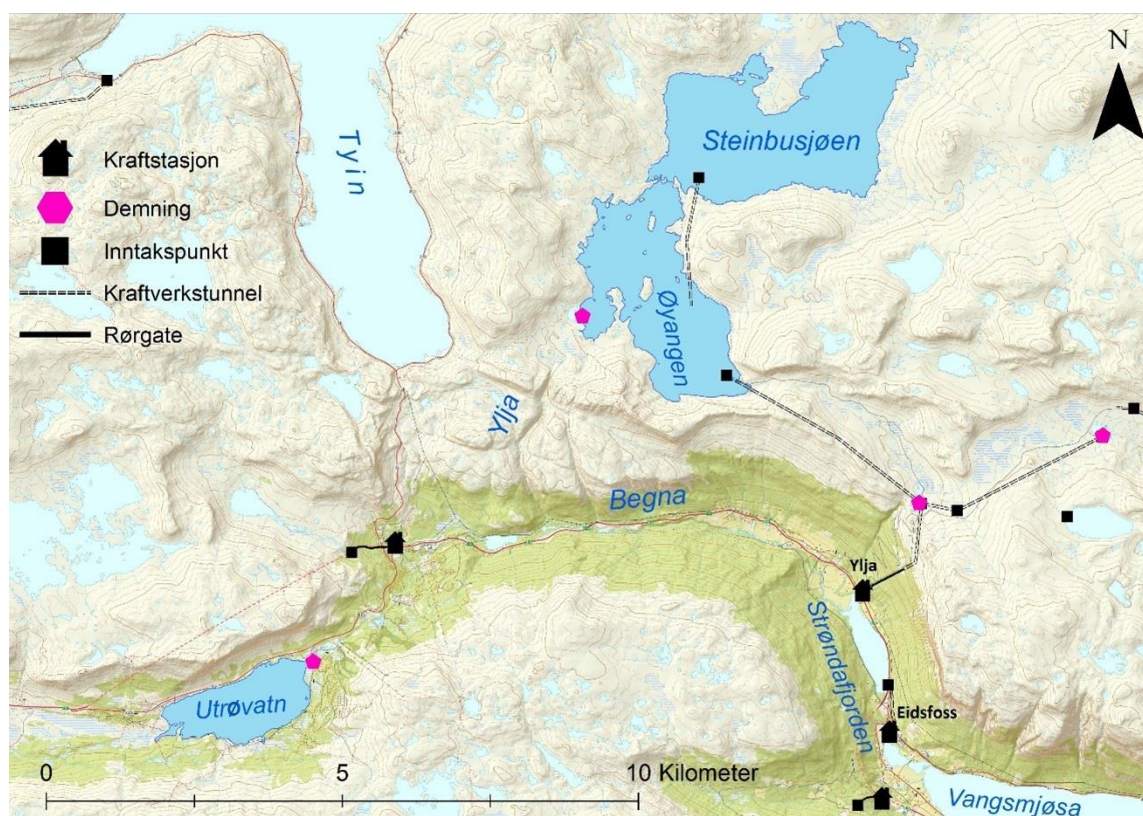 N
Steinbusjøen
Tyin
Kraftstasjon
Demning
Inntakspunkt
Kraftverkstunnel
Rørgate
Øyangen
Ylja
Begna
Ylja
Strøndafjorden
Utrøvatn
Eidsfoss
0 5 10 Kilometer
Vangsmjøsa